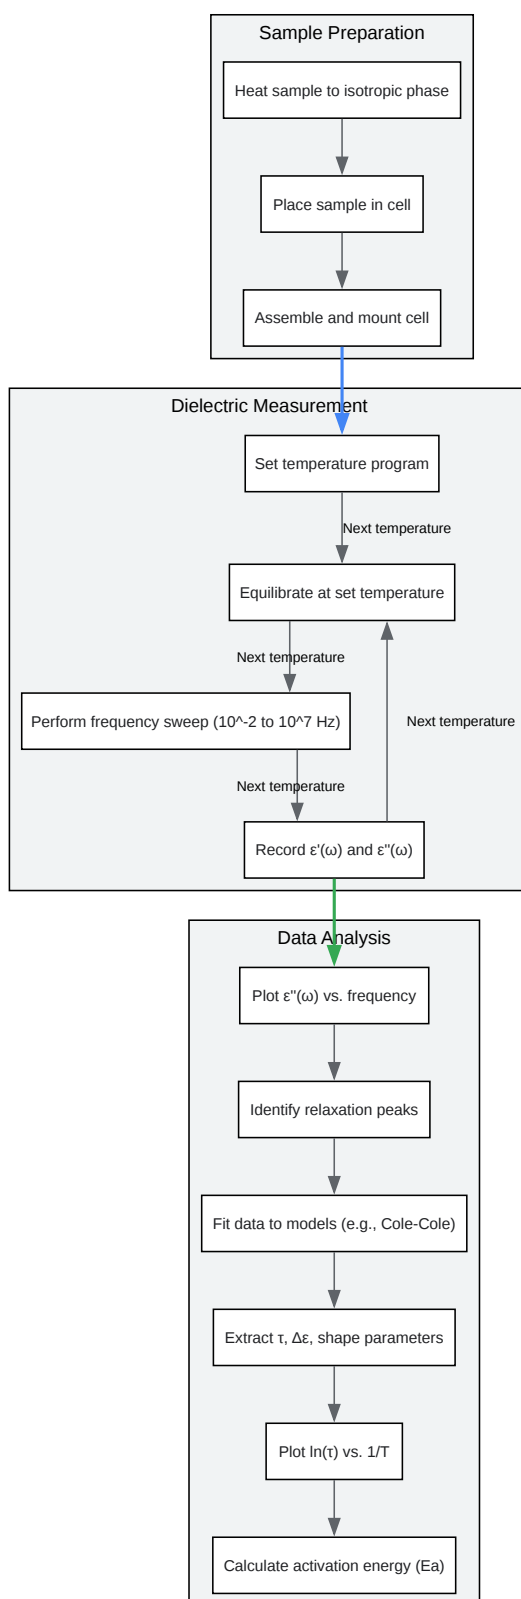 Sample Preparation
Heat sample to isotropic phase
Place sample in cell
Assemble and mount cell
Dielectric Measurement
Set temperature program
Next temperature
Equilibrate at set temperature
Next temperature
Perform frequency sweep (10^-2 to 10^7 Hz)
Next temperature
Next temperature
Record ε'(ω) and ε''(ω)
Data Analysis
Plot ε''(ω) vs. frequency
Identify relaxation peaks
Fit data to models (e.g., Cole-Cole)
Extract τ, Δε, shape parameters
Plot ln(τ) vs. 1/T
Calculate activation energy (Ea)